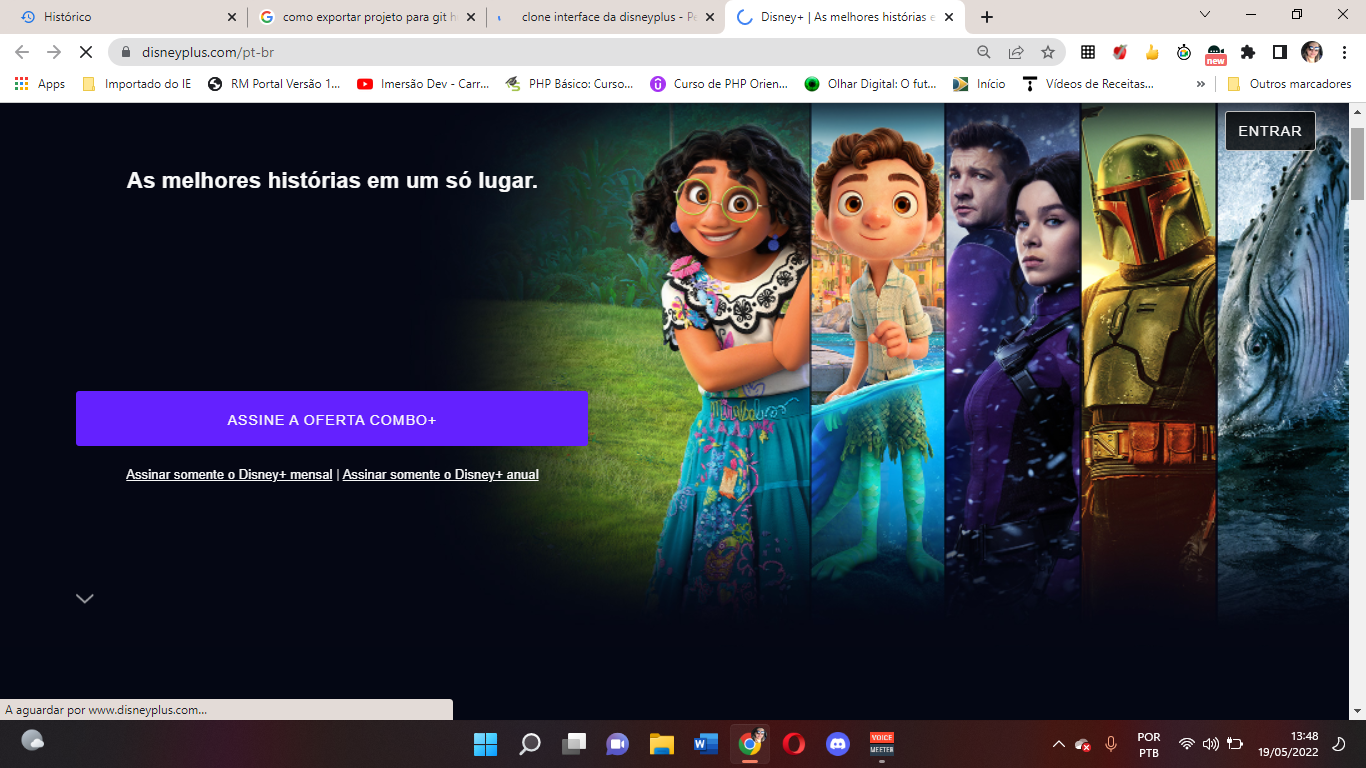 Histórico
como exportar projeto para git h
clone interface da disneyplus - Pe
Disney+ | As melhores histórias e
disneyplus.com/pt-br
new
Apps
Importado do IE
RM Portal Versão 1...
Imersão Dev - Carr...
PHP Básico: Curso...
Curso de PHP Orien...
Olhar Digital: O fut...
Início
Vídeos de Receitas...
»
Outros marcadores
ENTRAR
As melhores histórias em um só lugar.
ASSINE A OFERTA COMBO+
Assinar somente o Disney+ mensal | Assinar somente o Disney+ anual
A aguardar por www.disneyplus.com...
VOICE
MEETER
POR
PTB
13:48
19/05/2022